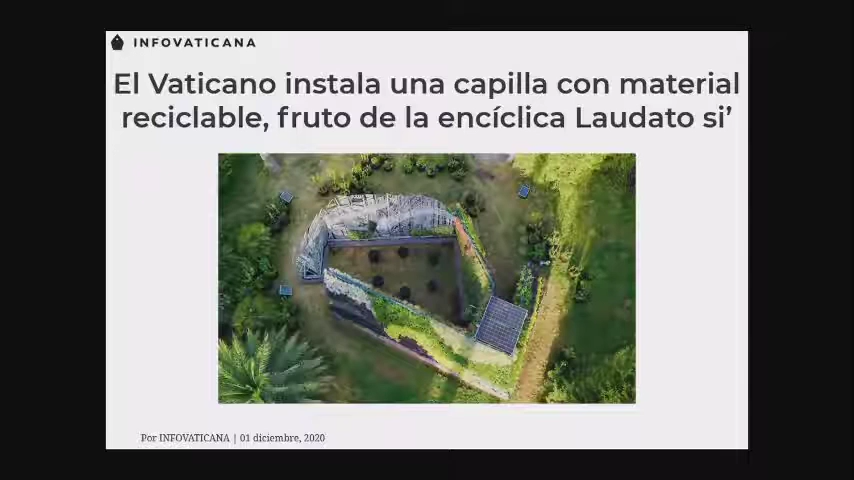 INFOVATICANA
El Vaticano instala una capilla con material
reciclable, fruto de la encíclica Laudato si’
Por INFOVATICANA | 01 diciembre, 2020